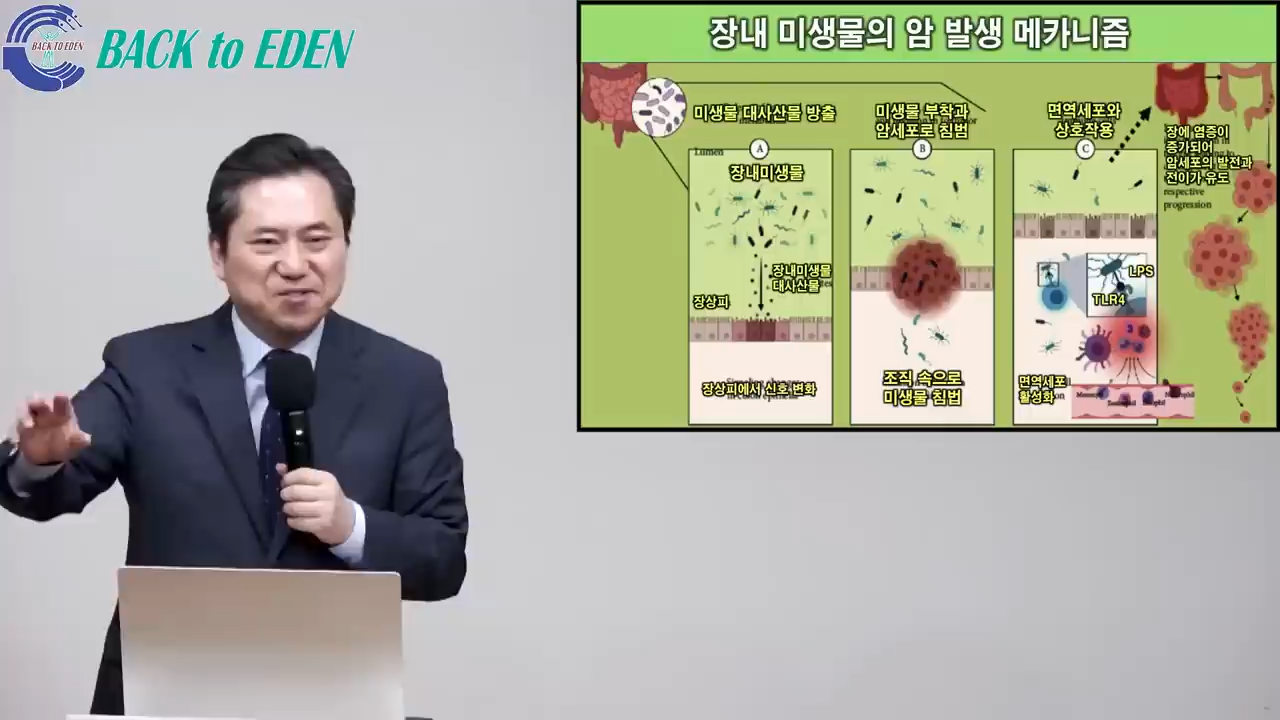 BACK TO EDEN
BACK to EDEN
장내 미생물의 암 발생 메카니즘
미생물 대사산물 방출
미생물 부착과
암세포로 침범
면역세포와
상호작용
장에 염증이
증가되어
암세포의 발전과
전이가 유도
respective
progression
A
B
C
Lumen
장내미생물
장내미생물
대사산물
장상피
장상피에서 신호 변화
조직 속으로
미생물 침범
LPS
TLR4
면역세포
활성화